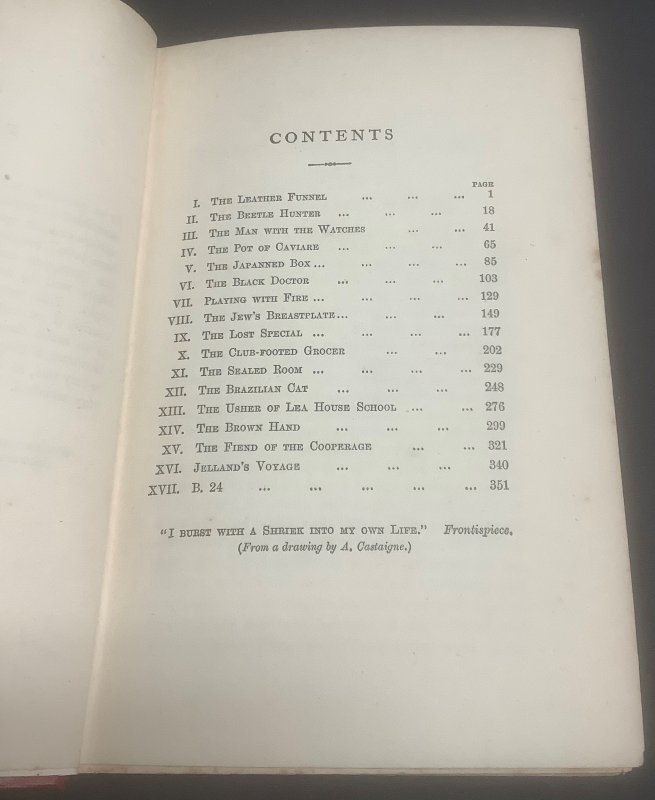 CONTENTS
PAGE
I. The Leather Funnel ... ... ... 1
II. The Beetle Hunter ... ... ... 18
III. The Man with the Watches ... ... 41
IV. The Pot of Caviare ... ... ... 65
V. The Japanned Box ... ... ... ... 85
VI. The Black Doctor ... ... ... 103
VII. Playing with Fire ... ... ... ... 129
VIII. The Jew's Breastplate ... ... ... 149
IX. The Lost Special ... ... ... ... 177
X. The Club-footed Grocer ... ... 202
XI. The Sealed Room ... ... ... ... 229
XII. The Brazilian Cat ... ... ... 248
XIII. The Usher of Lea House School ... ... 276
XIV. The Brown Hand ... ... ... 299
XV. The Fiend of the Cooperage ... ... 321
XVI. Jelland's Voyage ... ... ... 340
XVII. B. 24 ... ... ... ... ... 351
"I burst with a Shriek into my own Life." Frontispiece.
(From a drawing by A. Castaigne.)